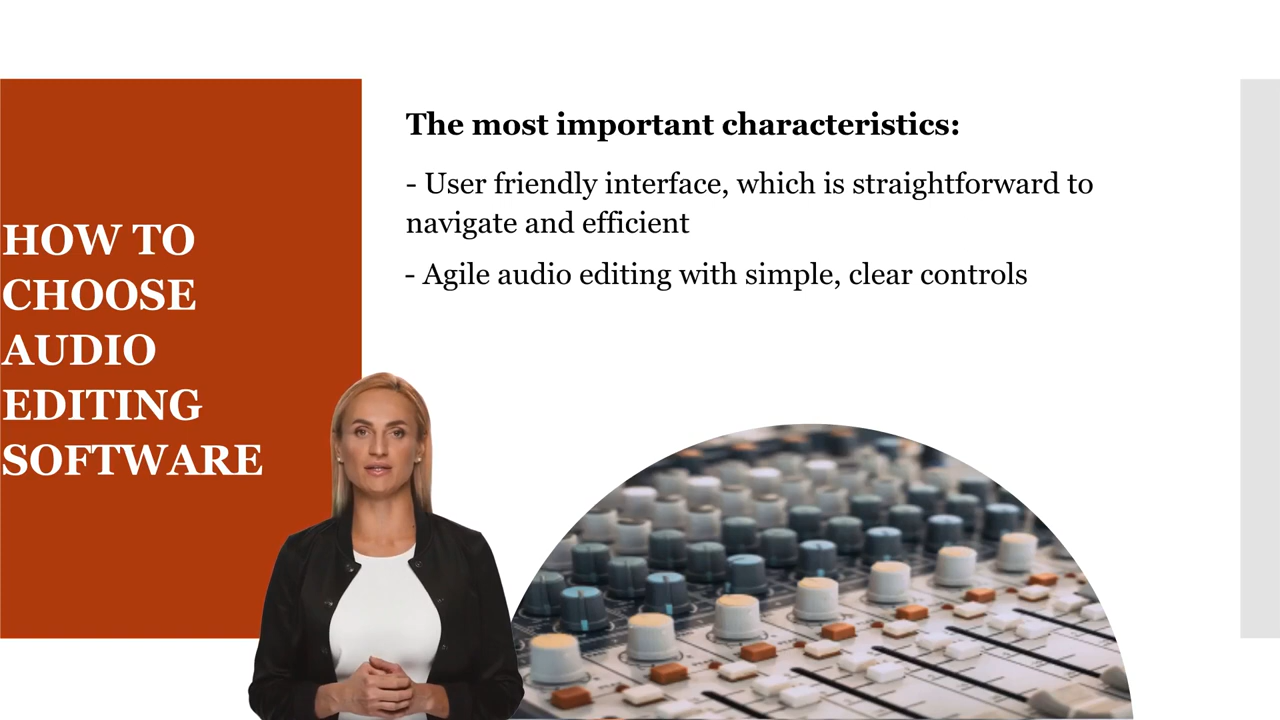 HOW TO
CHOOSE
AUDIO
EDITING
SOFTWARE
The most important characteristics:
- User friendly interface, which is straightforward to
navigate and efficient
- Agile audio editing with simple, clear controls